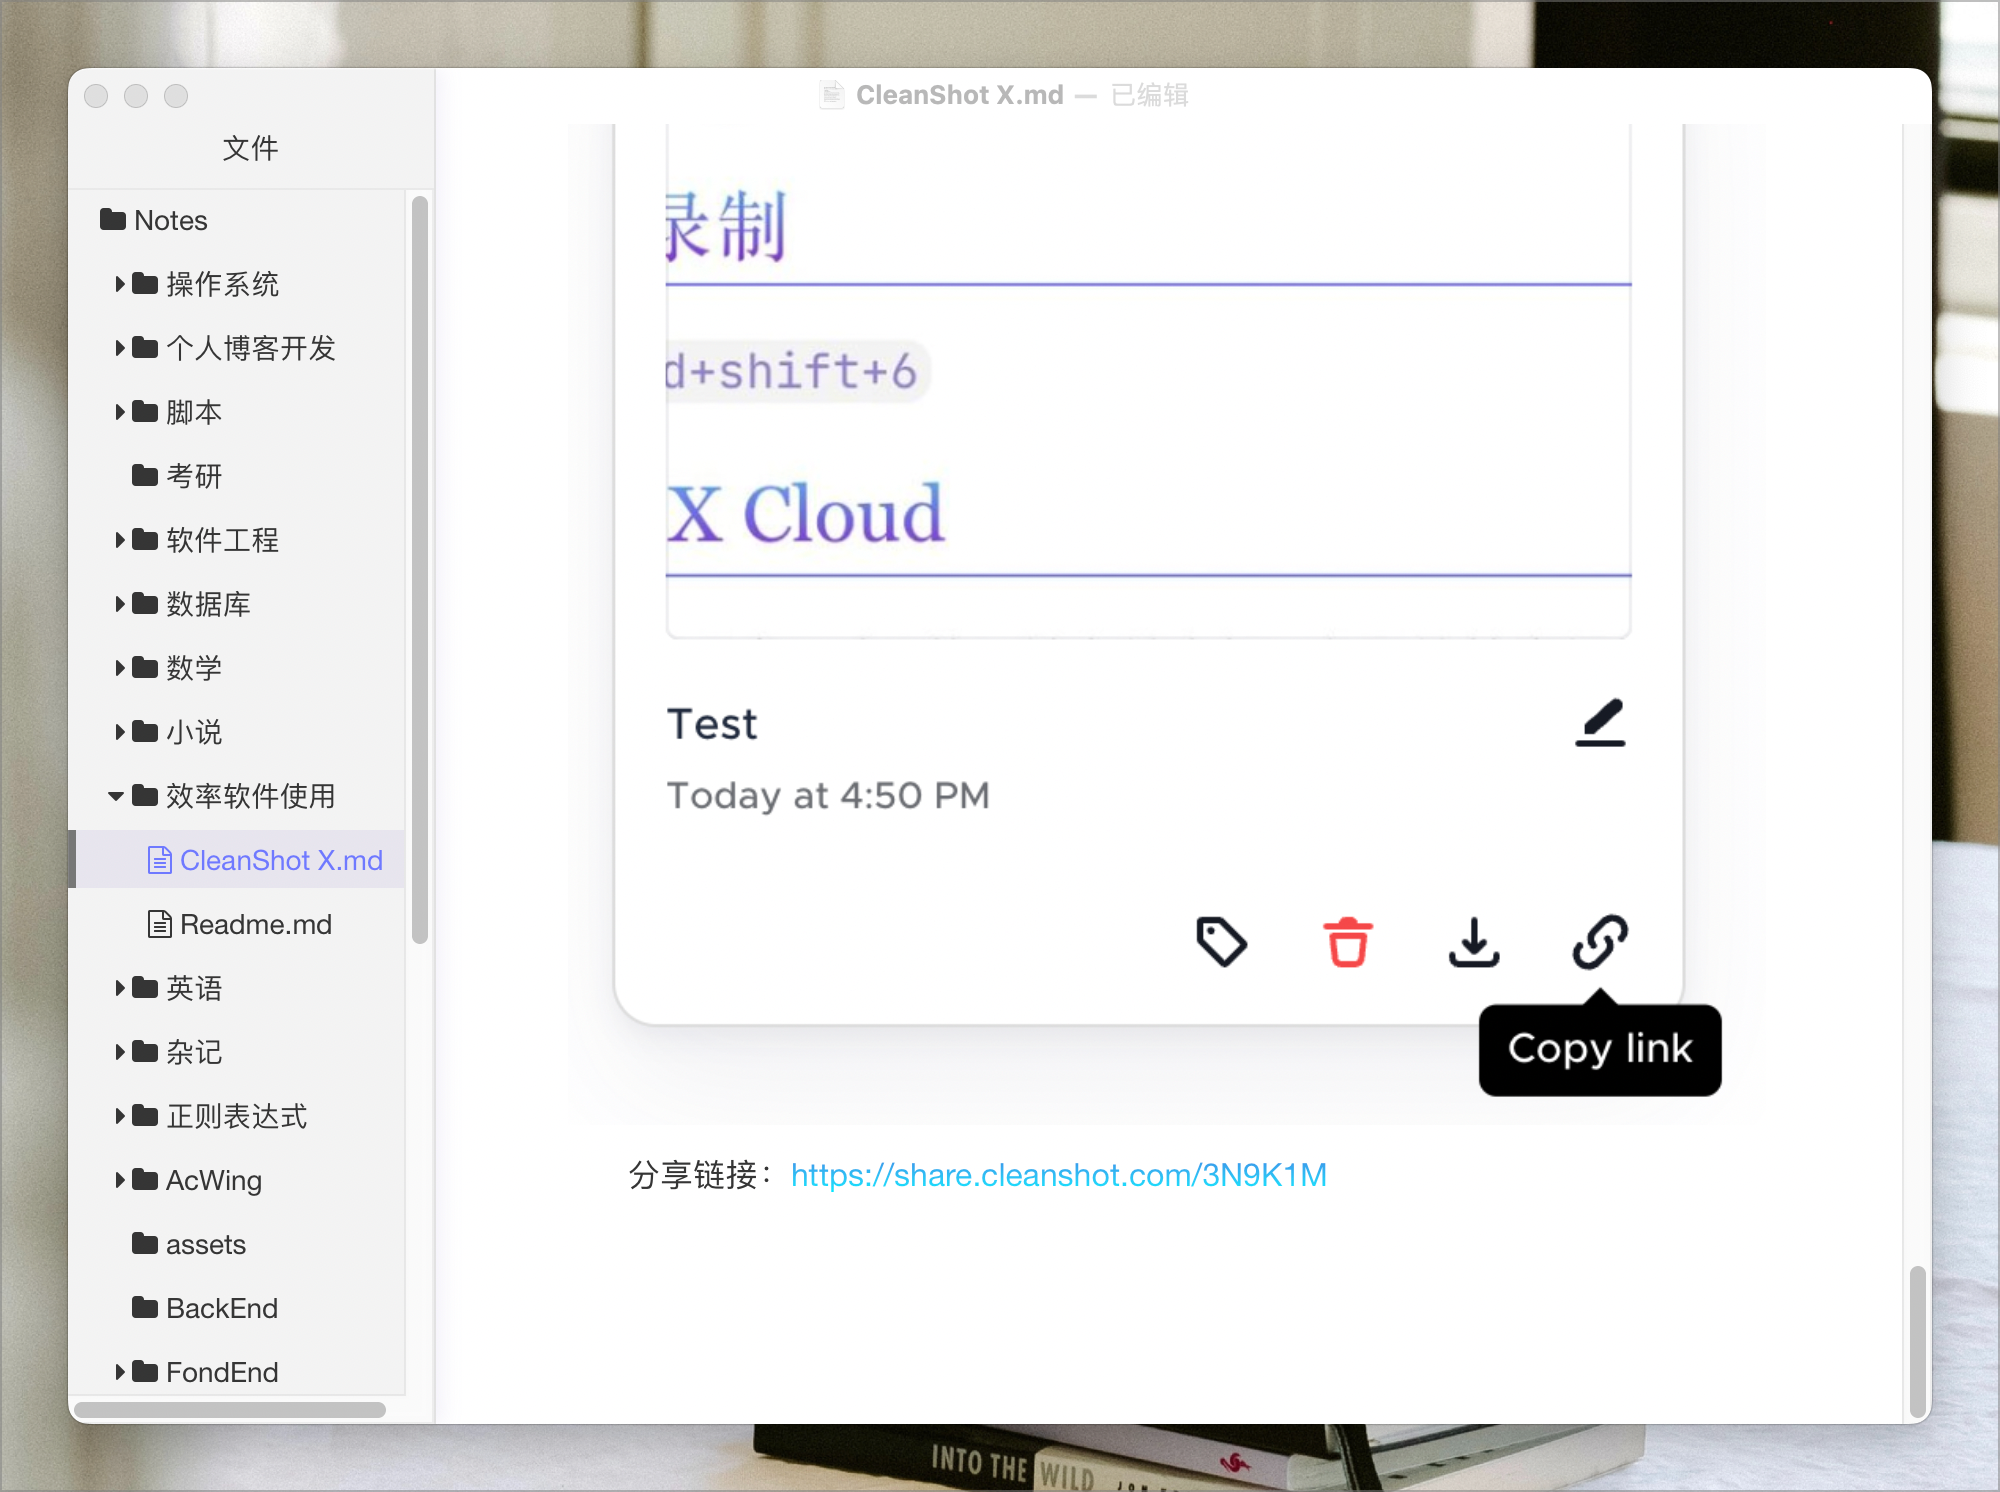 CleanShot X.md — 已编辑
文件
Notes
操作系统
个人博客开发
脚本
考研
软件工程
数据库
数学
小说
效率软件使用
CleanShot X.md
Readme.md
英语
杂记
正则表达式
AcWing
assets
BackEnd
FondEnd
录制
d+shift+6
X Cloud
Test
Today at 4:50 PM
Copy link
分享链接：https://share.cleanshot.com/3N9K1M
INTO THE WILD